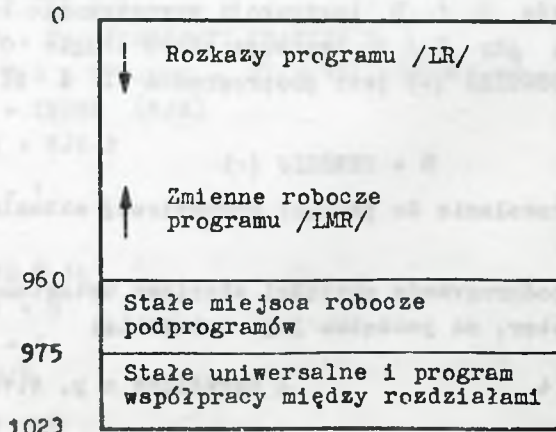 0
Rozkazy programu /LR/
Zmienne robocze
programu /LMR/
960
Stałe miejsca robocze
podprogramów
975
Stałe uniwersalne i program
współpracy między rozdziałami
1023